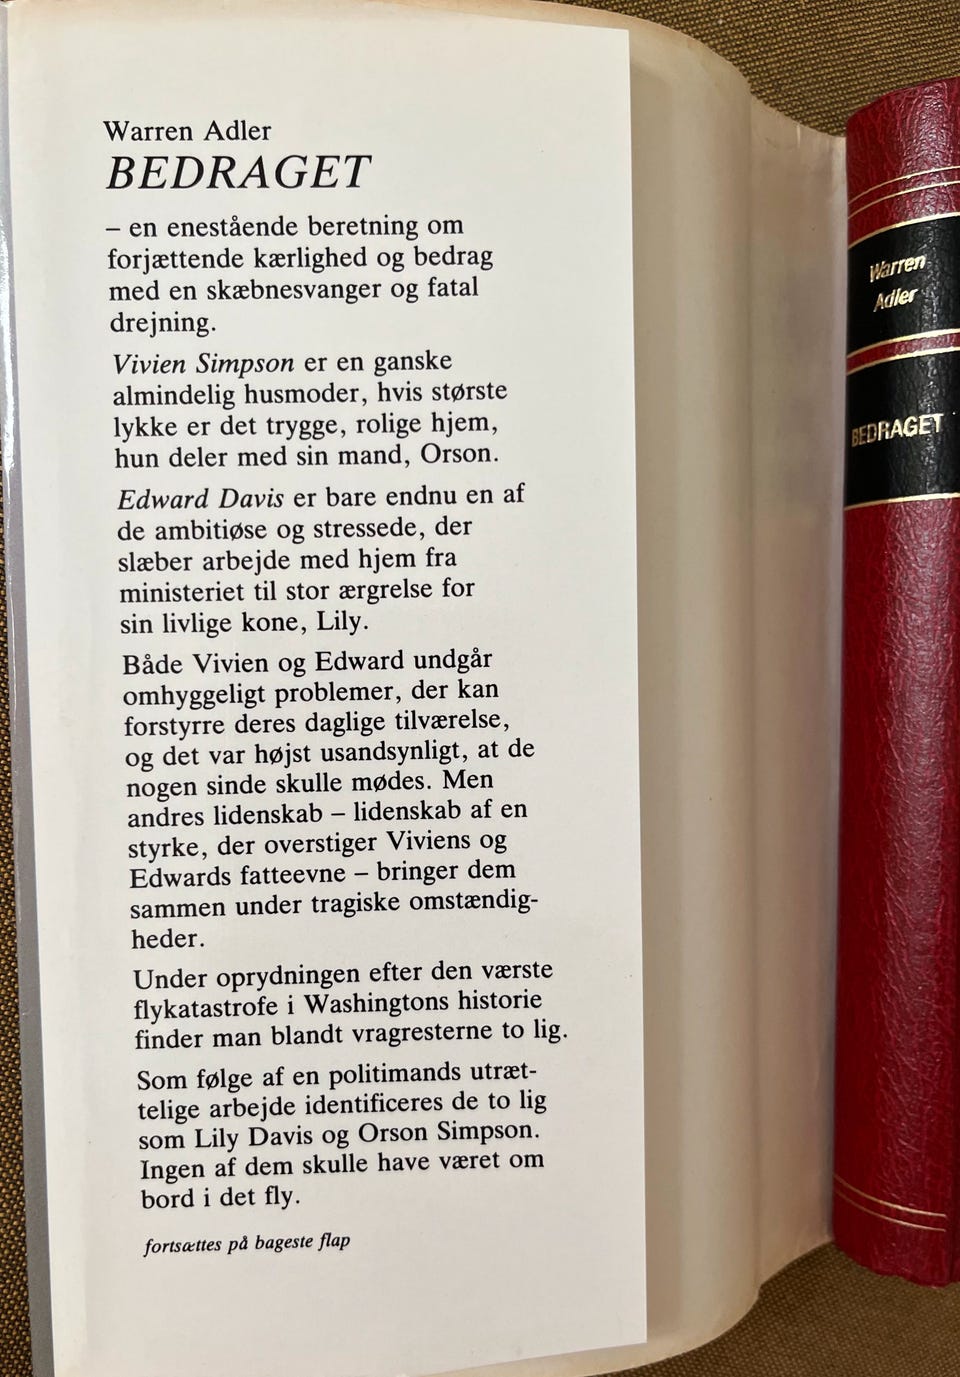 Warren Adler
BEDRAGET
– en enestående beretning om
forjættende kærlighed og bedrag
med en skæbnesvanger og fatal
drejning.
Vivien Simpson er en ganske
almindelig husmoder, hvis største
lykke er det trygge, rolige hjem,
hun deler med sin mand, Orson.
Edward Davis er bare endnu en af
de ambitiøse og stressede, der
slæber arbejde med hjem fra
ministeriet til stor ærgrelse for
sin livlige kone, Lily.
Både Vivien og Edward undgår
omhyggeligt problemer, der kan
forstyrre deres daglige tilværelse,
og det var højst usandsynligt, at de
nogen sinde skulle mødes. Men
andres lidenskab – lidenskab af en
styrke, der overstiger Viviens og
Edwards fatteevne – bringer dem
sammen under tragiske omstændig-
heder.
Under oprydningen efter den værste
flykatastrofe i Washingtons historie
finder man blandt vragresterne to lig.
Som følge af en politimands utræt-
telige arbejde identificeres de to lig
som Lily Davis og Orson Simpson.
Ingen af dem skulle have været om
bord i det fly.
fortsættes på bageste flap
Warren
Adler
BEDRAGET